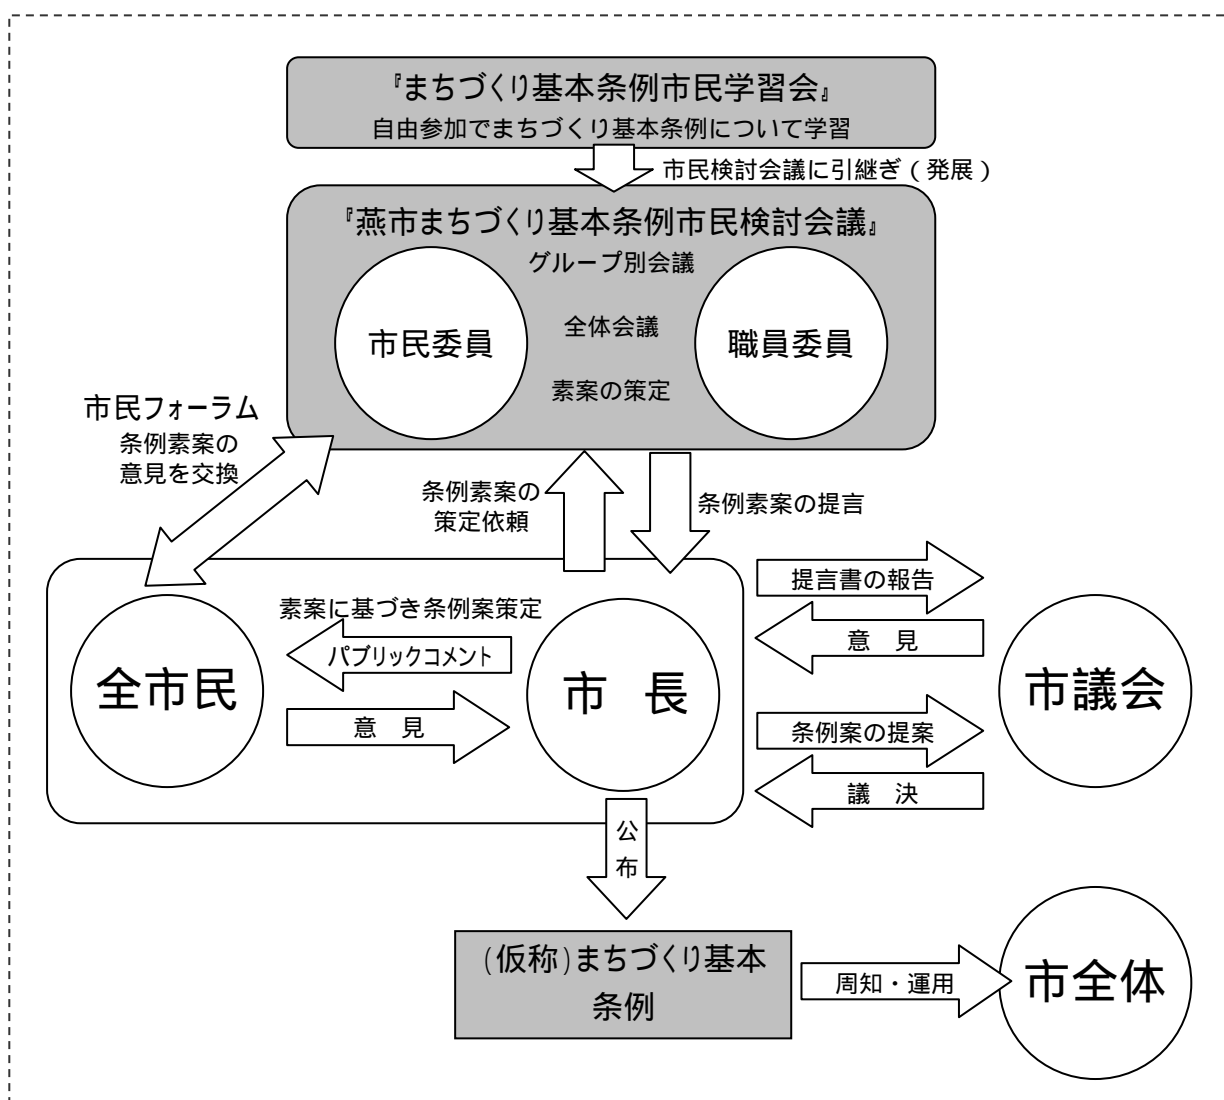 『まちづくり基本条例市民学習会』
自由参加でまちづくり基本条例について学習
市民検討会議に引継ぎ（発展）
『燕市まちづくり基本条例市民検討会議』
グループ別会議
市民委員
全体会議
職員委員
素案の策定
市民フォーラム
条例素案の
意見を交換
条例素案の
策定依頼
条例素案の提言
素案に基づき条例案策定
全市民
パブリックコメント
意　見
市　長
提言書の報告
意　見
条例案の提案
議　決
市議会
公
布
(仮称)まちづくり基本
条例
周知・運用
市全体